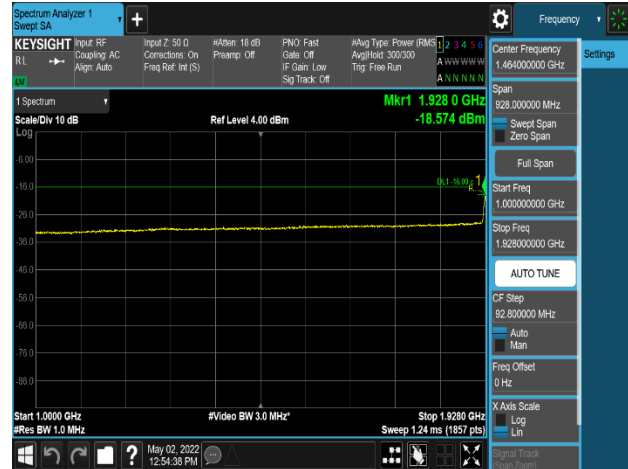 Spectrum Analyzer 1
Swept SA
Frequency
KEYSIGHT
RL
Input: RF
Coupling: AC
Align: Auto
Input Z: 50 Ω
Corrections: On
Freq Ref: Int (S)
#Atten: 18 dB
Preamp: Off
PNO: Fast
Gate: Off
IF Gain: Low
Sig Track: Off
#Avg Type: Power (RMS
Avg|Hold: 300/300
Trig: Free Run
1 2 3 4 5 6
A W W W W W
A N N N N N
1 Spectrum
Mkr1 1.928 0 GHz
Scale/Div 10 dB
Ref Level 4.00 dBm
-18.574 dBm
Log
-6.00
-16.0
-26.0
-36.0
-46.0
-56.0
-66.0
-76.0
-86.0
DL1 -16.00
1
Start 1.0000 GHz
#Video BW 3.0 MHz*
Stop 1.9280 GHz
#Res BW 1.0 MHz
Sweep 1.24 ms (1857 pts)
May 02, 2022
12:54:38 PM
Center Frequency
1.464000000 GHz
Settings
Span
928.000000 MHz
Swept Span
Zero Span
Full Span
Start Freq
1.000000000 GHz
Stop Freq
1.928000000 GHz
AUTO TUNE
CF Step
92.800000 MHz
Auto
Man
Freq Offset
0 Hz
X Axis Scale
Log
Lin
Signal Track
(Span Zoom)